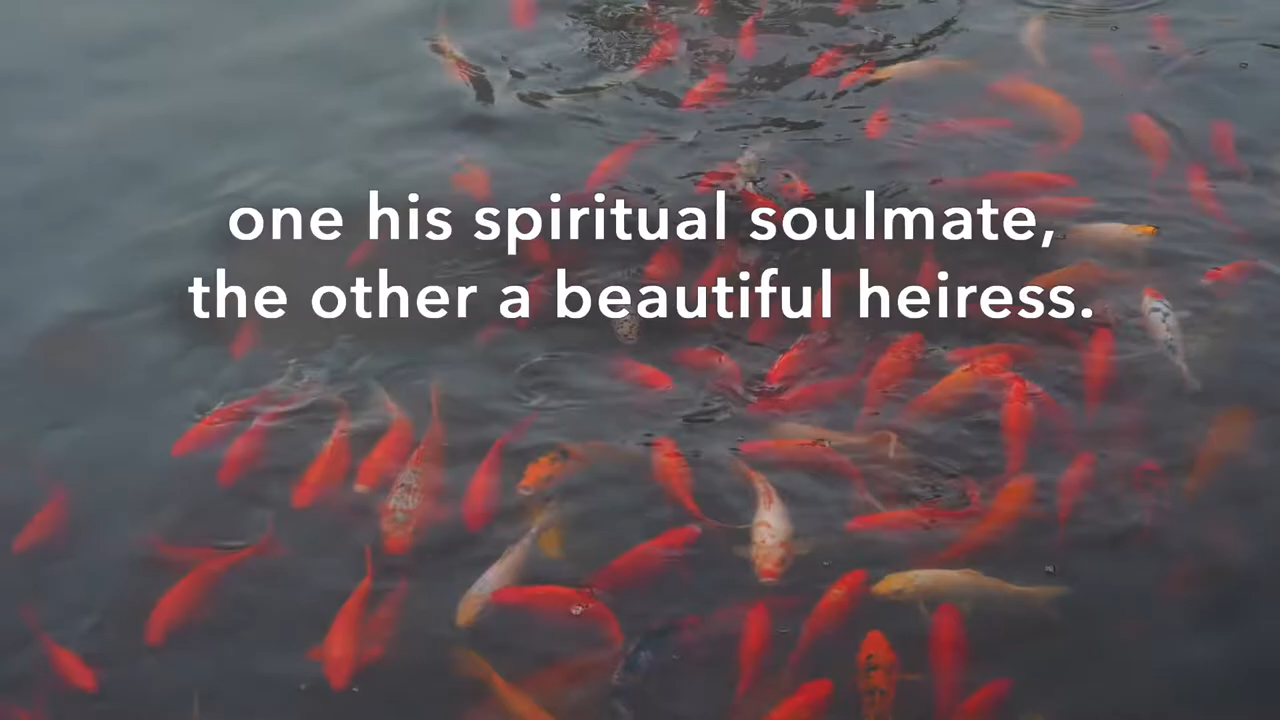 one his spiritual soulmate,
the other a beautiful heiress.